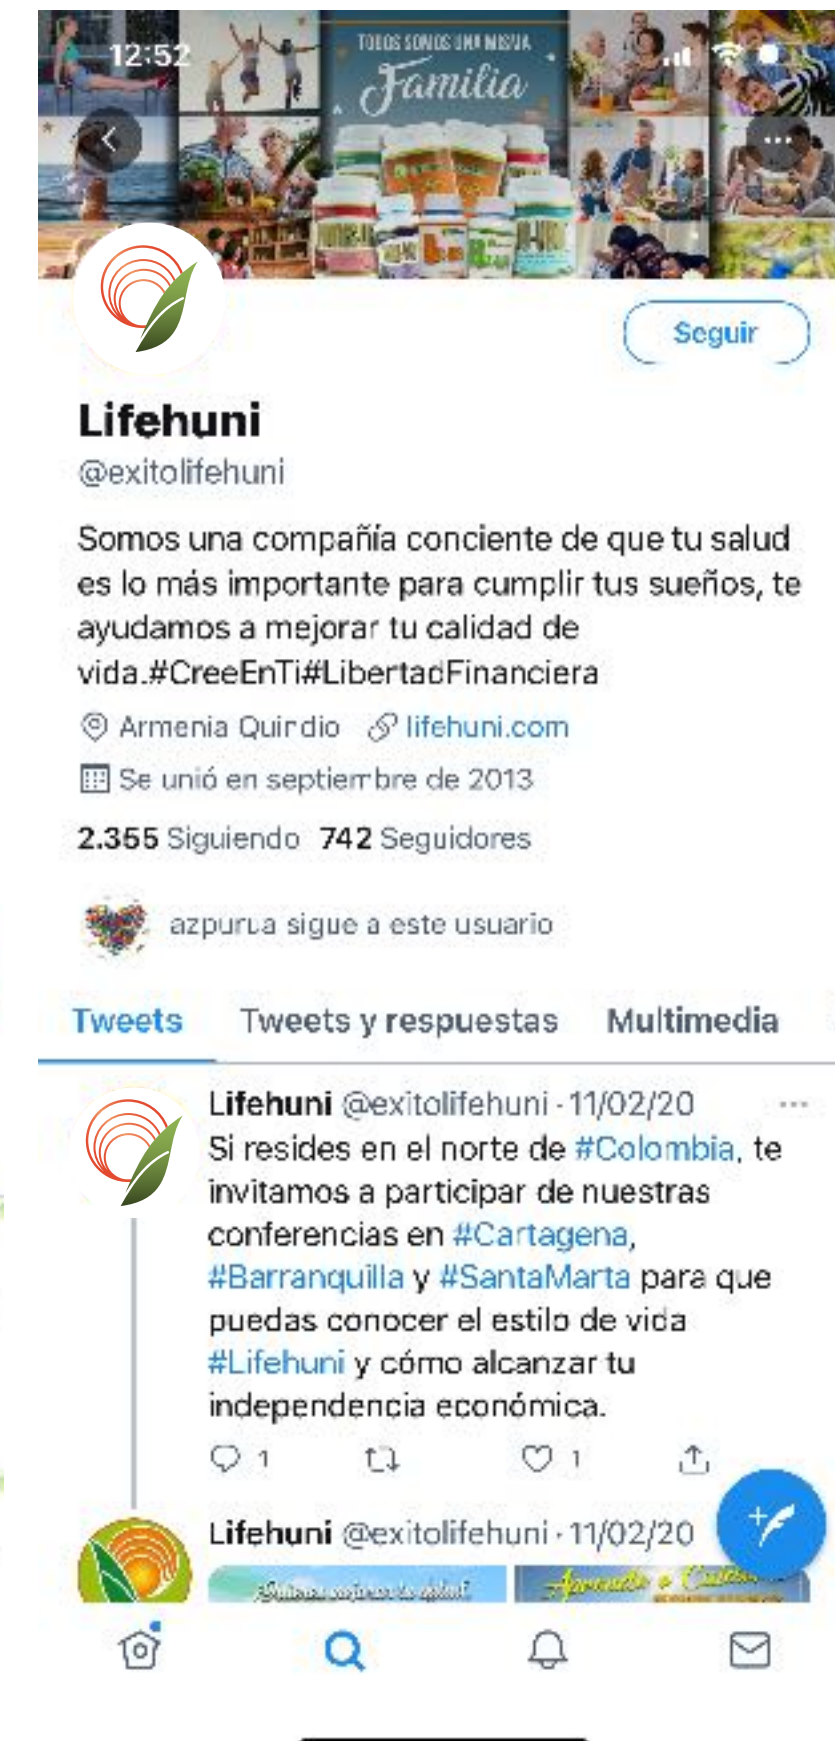 12:52
TODOS SOMOS UNA MISMA
Familia
Seguir
Lifehuni
@exitolifehuni
Somos una compañía conciente de que tu salud
es lo más importante para cumplir tus sueños, te
ayudamos a mejorar tu calidad de
vida.#CreeEnTi#LibertadFinanciera
Armenia Quindio lifehuni.com
Se unió en septiembre de 2013
2.355 Siguiendo 742 Seguidores
azpurua sigue a este usuario
Tweets Tweets y respuestas Multimedia
Lifehuni @exitolifehuni · 11/02/20
Si resides en el norte de #Colombia, te
invitamos a participar de nuestras
conferencias en #Cartagena,
#Barranquilla y #SantaMarta para que
puedas conocer el estilo de vida
#Lifehuni y cómo alcanzar tu
independencia económica.
1 1
Lifehuni @exitolifehuni · 11/02/20
¿Quieres mejorar tu salud
Aprende a